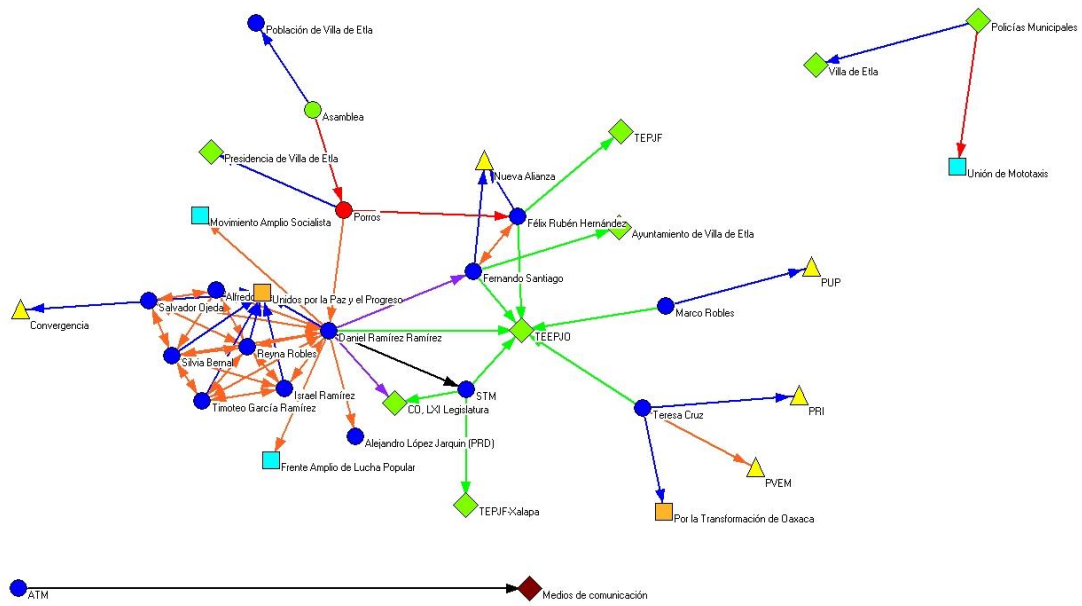 Policías Municipales
Población de Villa de Etla
Villa de Etla
Asamblea
TEPJF
Presidencia de Villa de Etla
Unión de Mototaxis
Nueva Alianza
Porros
Movimiento Amplio Socialista
Félix Rubén Hernández
Ayuntamiento de Villa de Etla
Fernando Santiago
PUP
Alfredo
Unidos por la Paz y el Progreso
Salvador Ojeda
Marco Robles
Convergencia
Daniel Ramírez Ramírez
TEEPJO
Reyna Robles
Silvia Bernal
Israel Ramírez
STM
Timoteo García Ramírez
CO, LXI Legislatura
Teresa Cruz
PRI
Alejandro López Jarquin (PRD)
Frente Amplio de Lucha Popular
PVEM
TEPJF-Xalapa
Por la Transformación de Oaxaca
ATM
Medios de comunicación